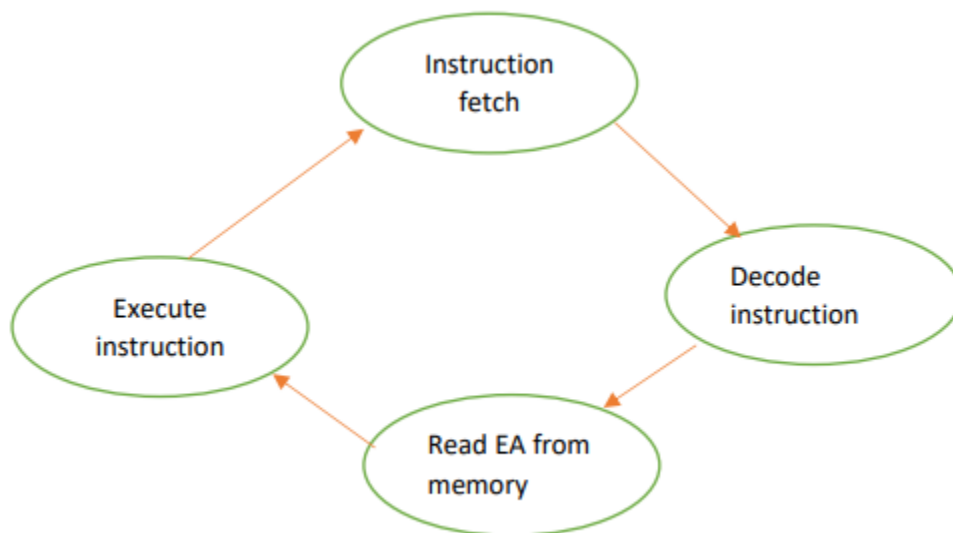 Instruction
fetch
Decode
instruction
Read EA from
memory
Execute
instruction